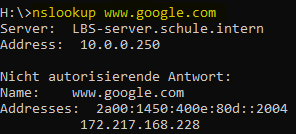 H:\>nslookup www.google.com
Server:  LBS-server.schule.intern
Address:  10.0.0.250

Nicht autorisierende Antwort:
Name:    www.google.com
Addresses:  2a00:1450:400e:80d::2004
          172.217.168.228